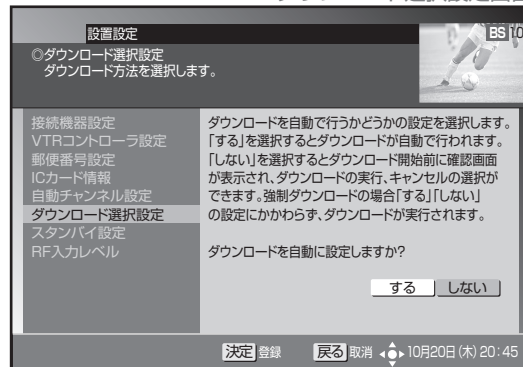 設置設定
BS 10
◎ダウンロード選択設定
ダウンロード方法を選択します。
接続機器設定
VTRコントローラ設定
郵便番号設定
ICカード情報
自動チャンネル設定
ダウンロード選択設定
スタンバイ設定
RF入力レベル
ダウンロードを自動で行うかどうかの設定を選択します。
「する」を選択するとダウンロードが自動で行われます。
「しない」を選択するとダウンロード開始前に確認画面
が表示され、ダウンロードの実行、キャンセルの選択が
できます。強制ダウンロードの場合「する」「しない」
の設定にかかわらず、ダウンロードが実行されます。
ダウンロードを自動に設定しますか?
する しない
決定 登録 戻る 取消 10月20日(木) 20:45